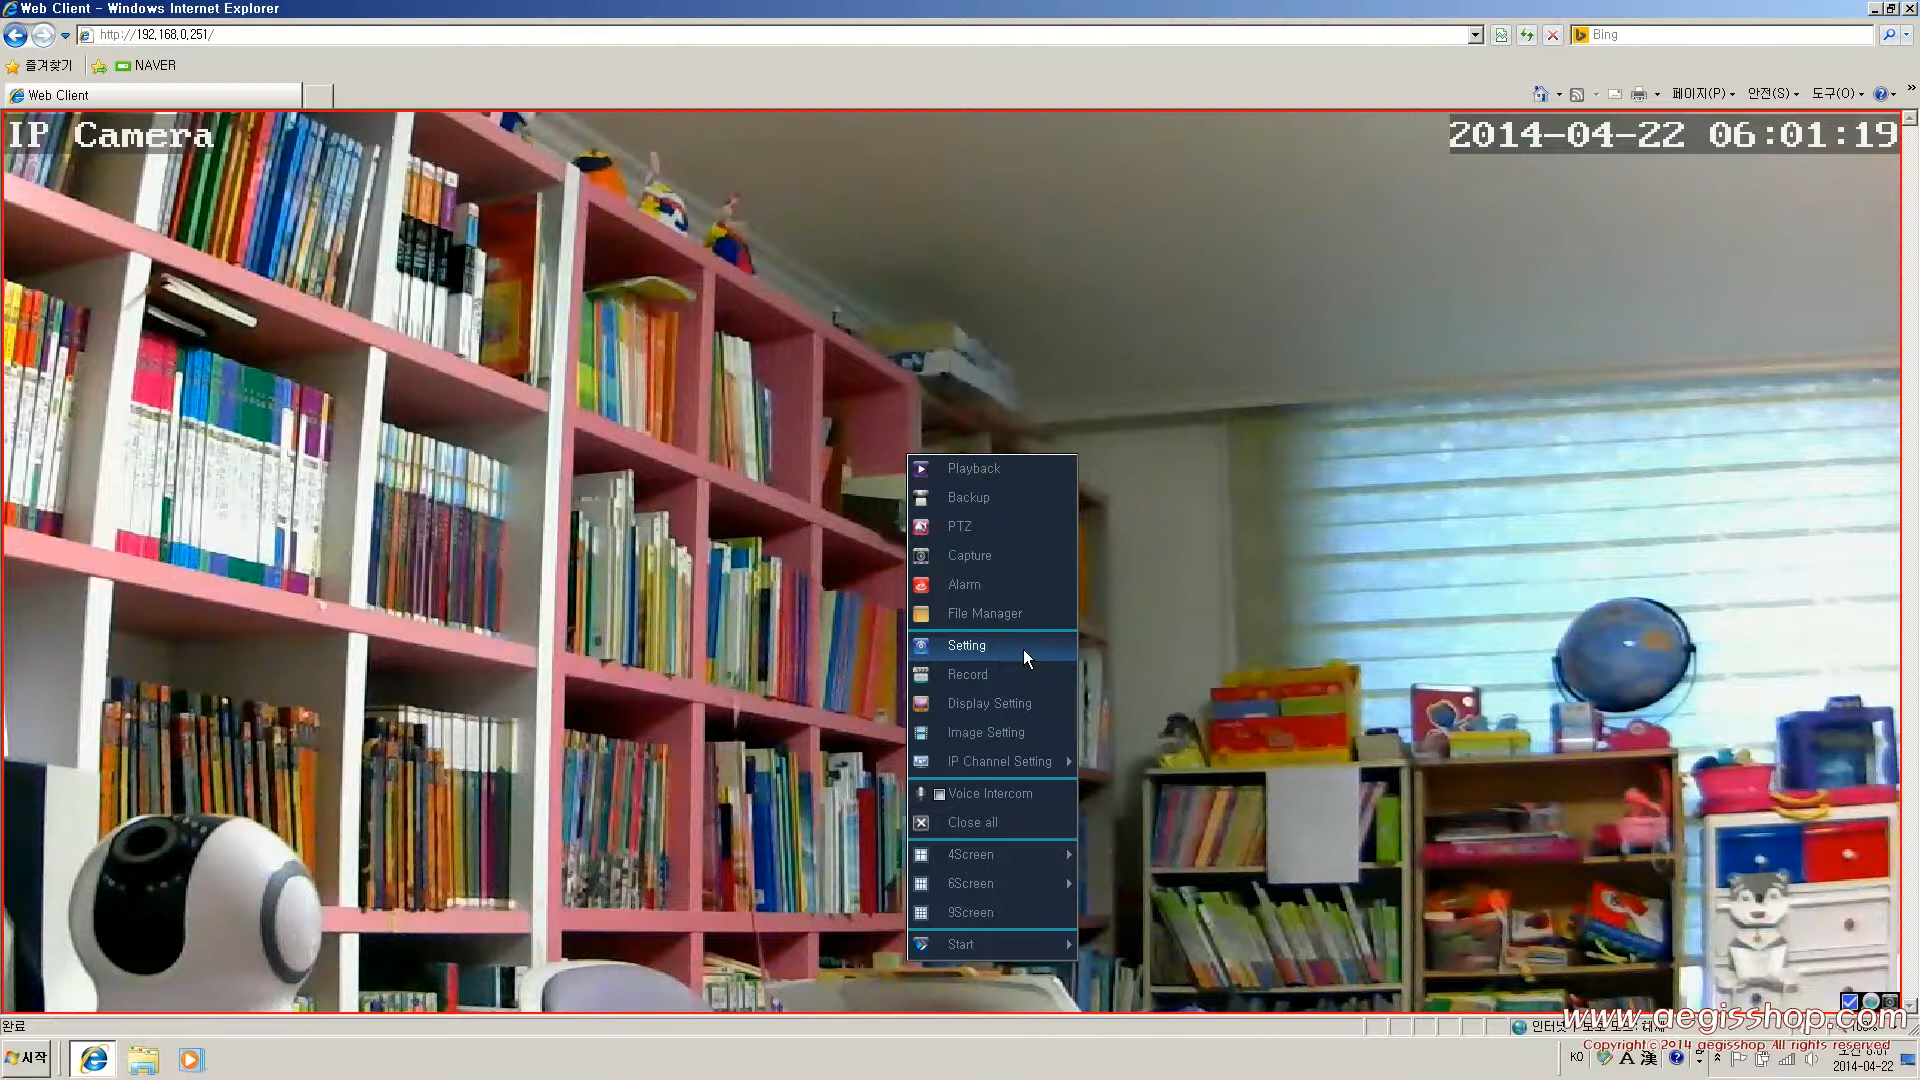 Web Client - Windows Internet Explorer
http://192.168.0.251/
Bing
즐겨찾기
NAVER
Web Client
페이지(P)
안전(S)
도구(O)
IP Camera
2014-04-22 06:01:19
Playback
Backup
PTZ
Capture
Alarm
File Manager
Setting
Record
Display Setting
Image Setting
IP Channel Setting
Voice Intercom
Close all
4Screen
6Screen
9Screen
Start
www.aegisshop.com
완료
Copyright © 2014 aegisshop All rights reserved
시작
KO
A 漢
2014-04-22